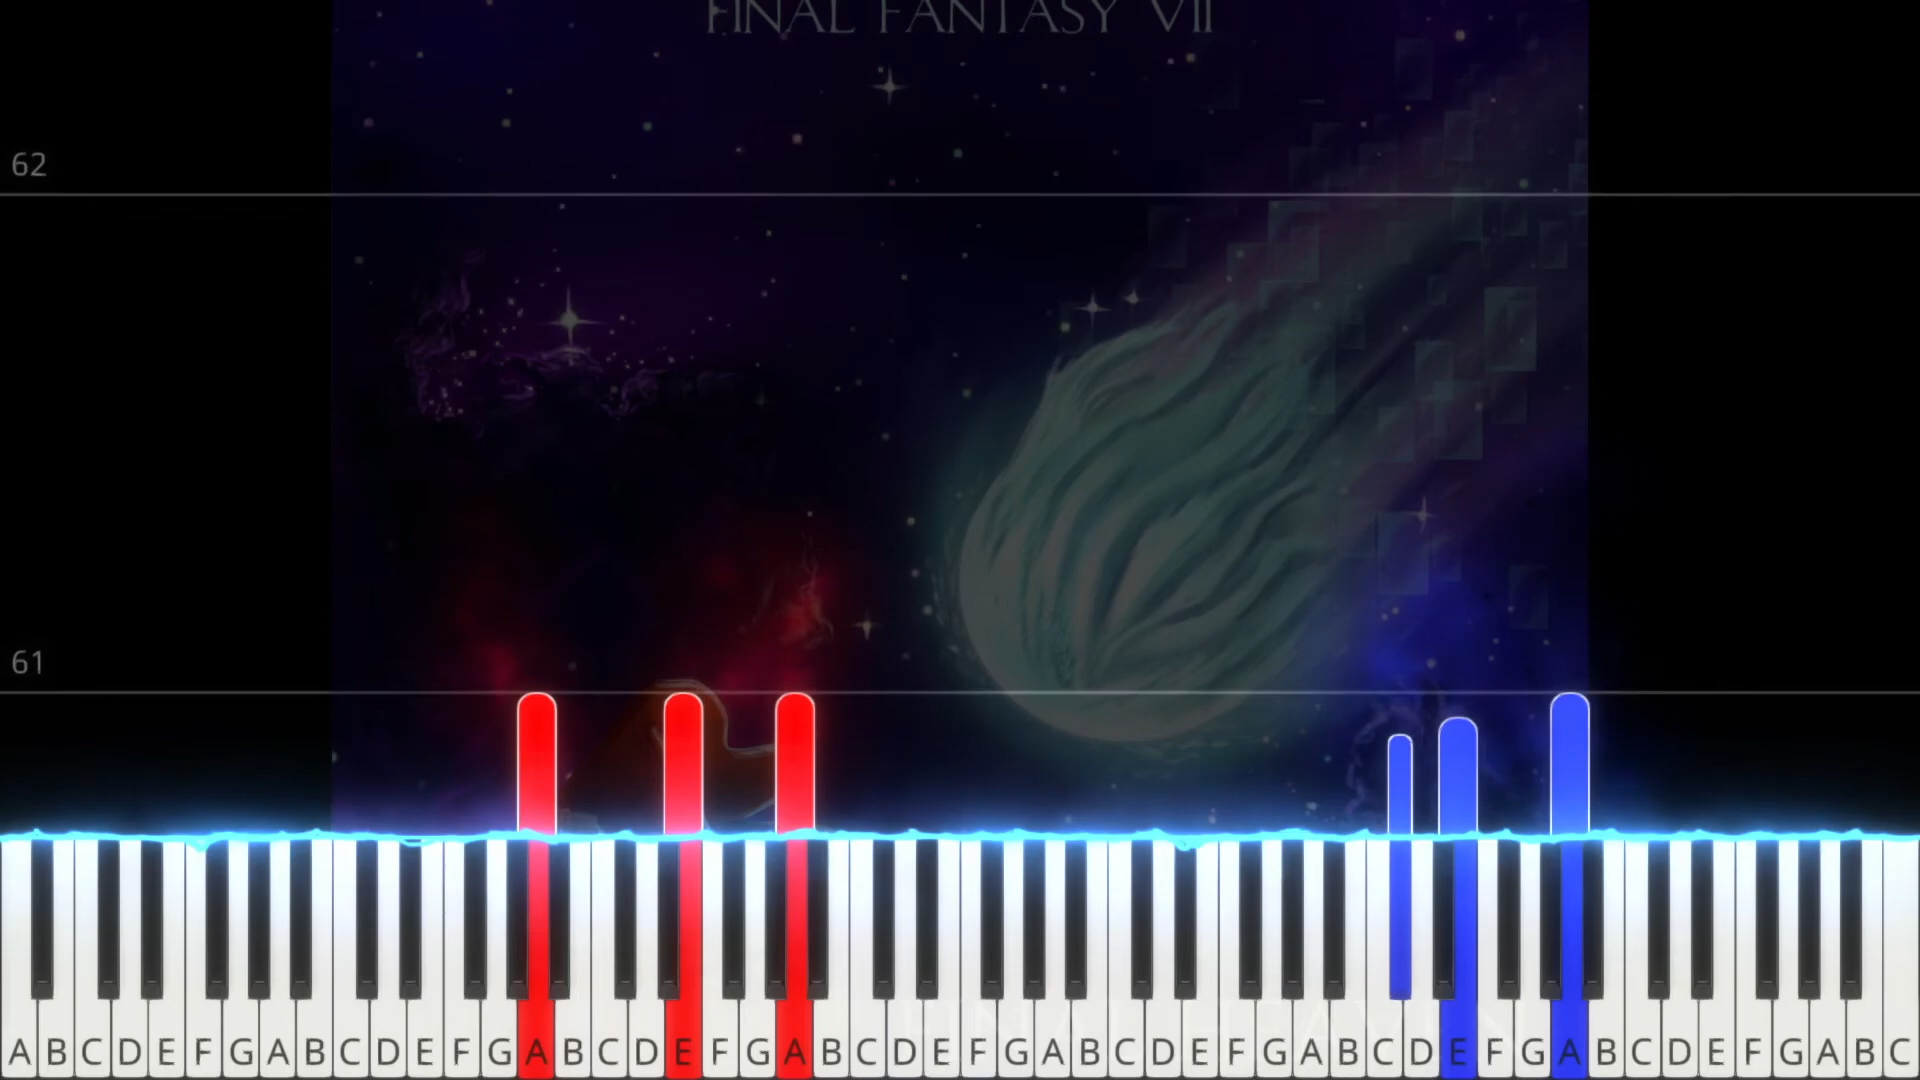 FINAL FANTASY VII
62
61
A B C D E F G A B C D E F G A B C D E F G A B C D E F G A B C D E F G A B C D E F G A B C D E F G A B C